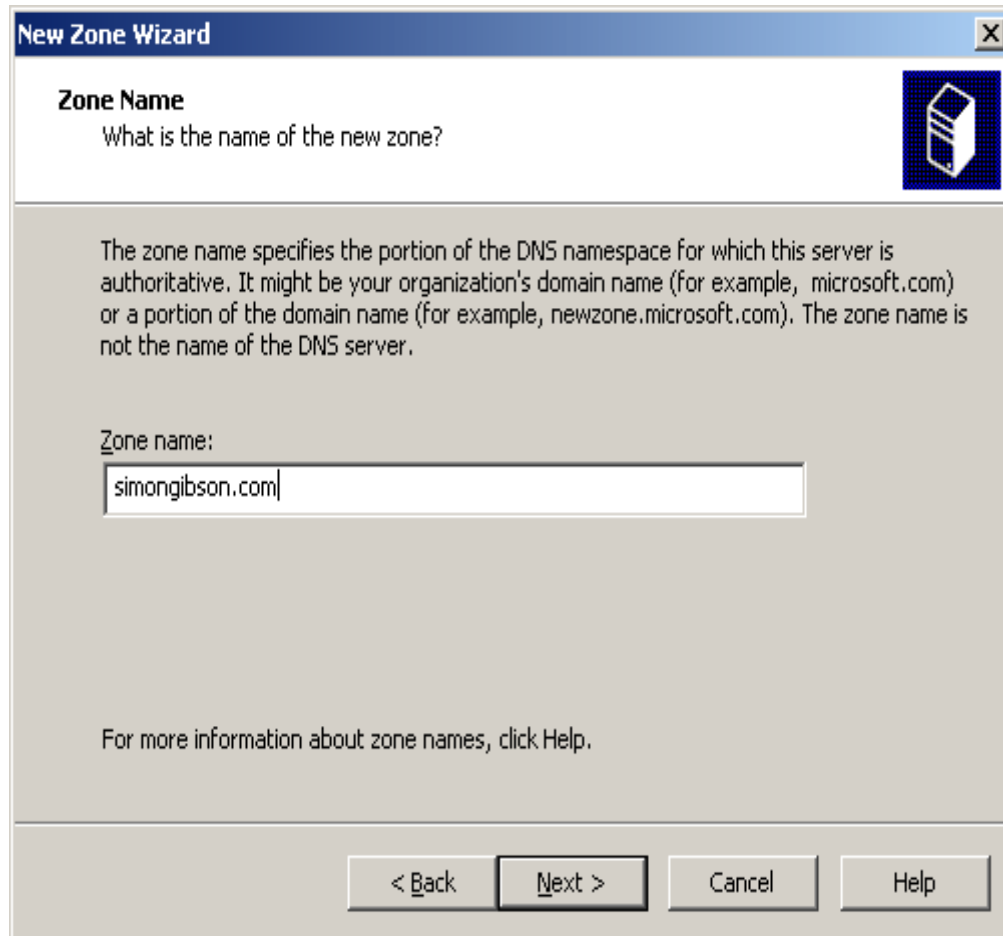 New Zone Wizard
Zone Name
What is the name of the new zone?
The zone name specifies the portion of the DNS namespace for which this server is
authoritative. It might be your organization's domain name (for example,  microsoft.com)
or a portion of the domain name (for example, newzone.microsoft.com). The zone name is
not the name of the DNS server.
Zone name:
simongibson.com
For more information about zone names, click Help.
< Back Next > Cancel Help